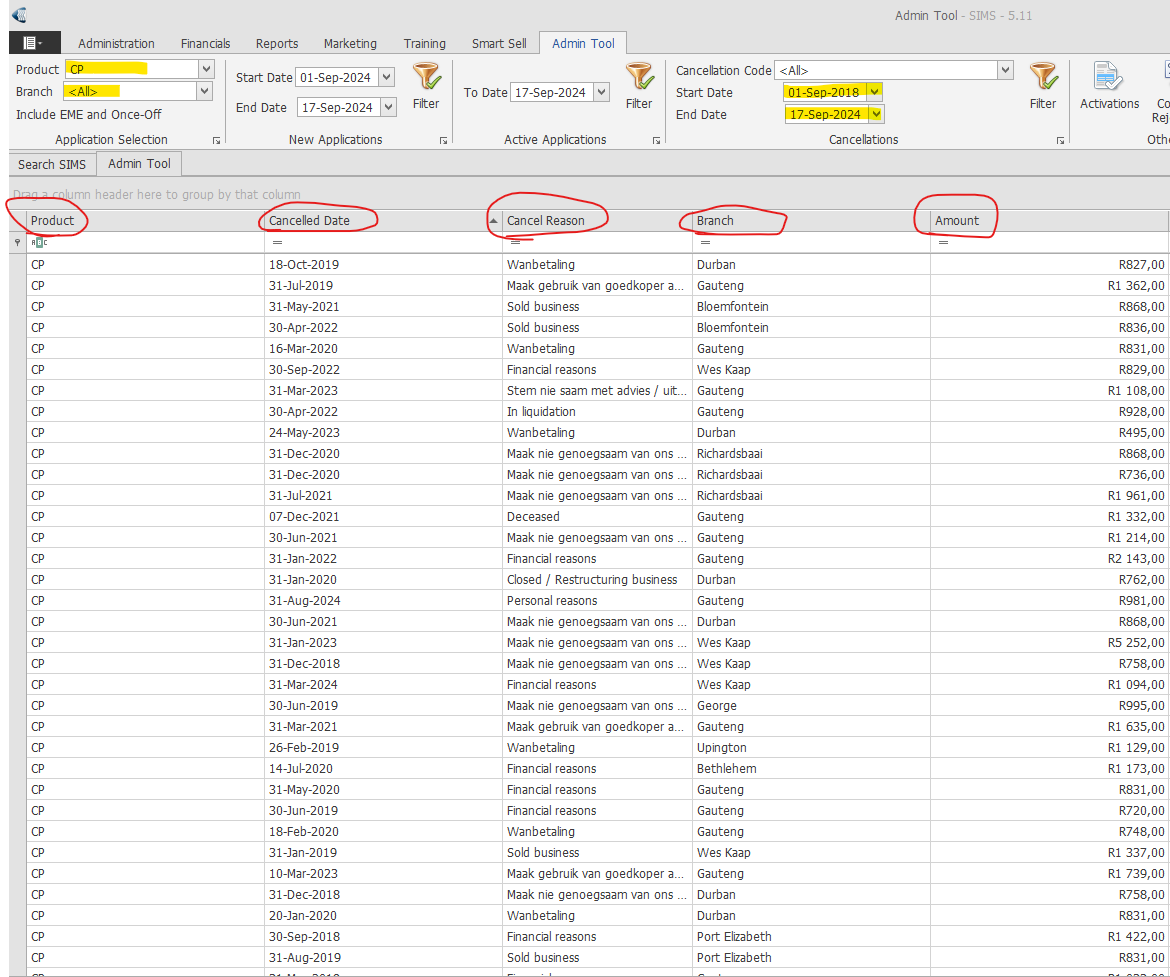 Admin Tool - SIMS - 5.11
Administration Financials Reports Marketing Training Smart Sell Admin Tool
Product CP
Branch <All>
Include EME and Once-Off
Application Selection
Start Date 01-Sep-2024
End Date 17-Sep-2024
Filter
New Applications
To Date 17-Sep-2024
Filter
Active Applications
Cancellation Code <All>
Start Date 01-Sep-2018
End Date 17-Sep-2024
Filter
Cancellations
Activations
Co
Rej
Othe
Search SIMS Admin Tool
Drag a column header here to group by that column
Product Cancelled Date Cancel Reason Branch Amount
= = = =
CP 18-Oct-2019 Wanbetaling Durban R827,00
CP 31-Jul-2019 Maak gebruik van goedkoper a... Gauteng R1 362,00
CP 31-May-2021 Sold business Bloemfontein R868,00
CP 30-Apr-2022 Sold business Bloemfontein R836,00
CP 16-Mar-2020 Wanbetaling Gauteng R831,00
CP 30-Sep-2022 Financial reasons Wes Kaap R829,00
CP 31-Mar-2023 Stem nie saam met advies / uit... Gauteng R1 108,00
CP 30-Apr-2022 In liquidation Gauteng R928,00
CP 24-May-2023 Wanbetaling Durban R495,00
CP 31-Dec-2020 Maak nie genoegsaam van ons ... Richardsbaai R868,00
CP 31-Dec-2020 Maak nie genoegsaam van ons ... Richardsbaai R736,00
CP 31-Jul-2021 Maak nie genoegsaam van ons ... Richardsbaai R1 961,00
CP 07-Dec-2021 Deceased Gauteng R1 332,00
CP 30-Jun-2021 Maak nie genoegsaam van ons ... Gauteng R1 214,00
CP 31-Jan-2022 Financial reasons Gauteng R2 143,00
CP 31-Jan-2020 Closed / Restructuring business Durban R762,00
CP 31-Aug-2024 Personal reasons Gauteng R981,00
CP 30-Jun-2021 Maak nie genoegsaam van ons ... Durban R868,00
CP 31-Jan-2023 Maak nie genoegsaam van ons ... Wes Kaap R5 252,00
CP 31-Dec-2018 Maak nie genoegsaam van ons ... Wes Kaap R758,00
CP 31-Mar-2024 Financial reasons Wes Kaap R1 094,00
CP 30-Jun-2019 Maak nie genoegsaam van ons ... George R995,00
CP 31-Mar-2021 Maak gebruik van goedkoper a... Gauteng R1 635,00
CP 26-Feb-2019 Wanbetaling Upington R1 129,00
CP 14-Jul-2020 Financial reasons Bethlehem R1 173,00
CP 31-May-2020 Financial reasons Gauteng R831,00
CP 30-Jun-2019 Financial reasons Gauteng R720,00
CP 18-Feb-2020 Wanbetaling Gauteng R748,00
CP 31-Jan-2019 Sold business Wes Kaap R1 337,00
CP 10-Mar-2023 Maak gebruik van goedkoper a... Gauteng R1 739,00
CP 31-Dec-2018 Maak nie genoegsaam van ons ... Durban R758,00
CP 20-Jan-2020 Wanbetaling Durban R831,00
CP 30-Sep-2018 Financial reasons Port Elizabeth R1 422,00
CP 31-Aug-2019 Sold business Port Elizabeth R831,00